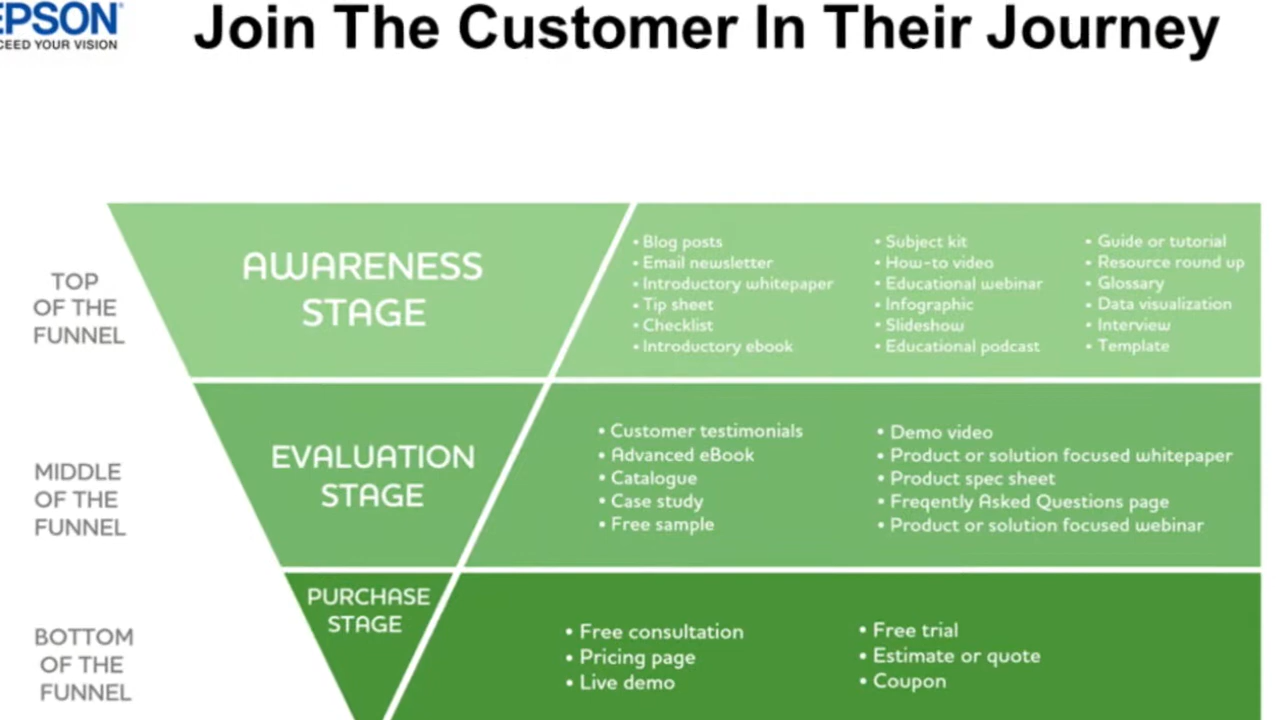 EPSON
CEED YOUR VISION
Join The Customer In Their Journey
TOP
OF THE
FUNNEL
AWARENESS
STAGE
• Blog posts
• Email newsletter
• Introductory whitepaper
• Tip sheet
• Checklist
• Introductory ebook
• Subject kit
• How-to video
• Educational webinar
• Infographic
• Slideshow
• Educational podcast
• Guide or tutorial
• Resource round up
• Glossary
• Data visualization
• Interview
• Template
MIDDLE
OF THE
FUNNEL
EVALUATION
STAGE
• Customer testimonials
• Advanced eBook
• Catalogue
• Case study
• Free sample
• Demo video
• Product or solution focused whitepaper
• Product spec sheet
• Freqently Asked Questions page
• Product or solution focused webinar
BOTTOM
OF THE
FUNNEL
PURCHASE
STAGE
• Free consultation
• Pricing page
• Live demo
• Free trial
• Estimate or quote
• Coupon